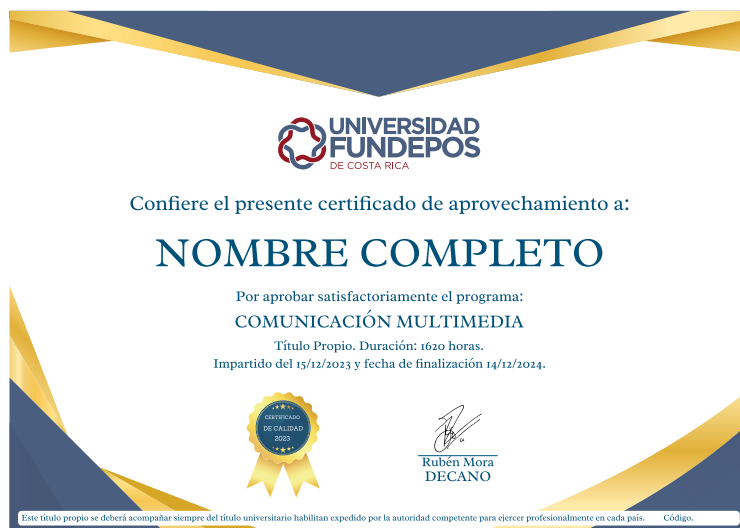 UNIVERSIDAD
FUNDEPOS
DE COSTA RICA
Confiere el presente certificado de aprovechamiento a:
NOMBRE COMPLETO
Por aprobar satisfactoriamente el programa:
COMUNICACIÓN MULTIMEDIA
Título Propio. Duración: 1620 horas.
Impartido del 15/12/2023 y fecha de finalización 14/12/2024.
CERTIFICADO
DE CALIDAD
2023
Rubén Mora
DECANO
Este título propio se deberá acompañar siempre del título universitario habilitan expedido por la autoridad competente para ejercer profesionalmente en cada país. Código.